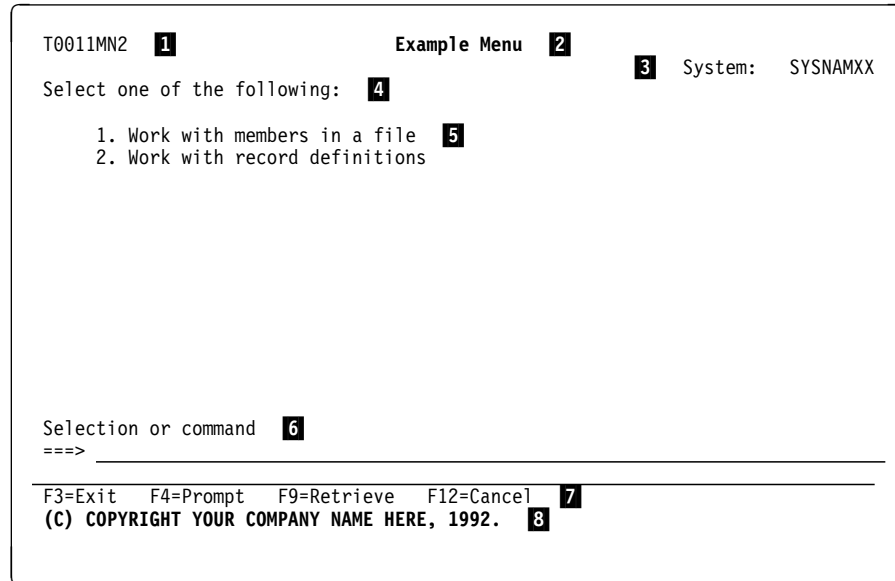 T0011MN2 1 Example Menu 2
3 System: SYSNAMXX
Select one of the following: 4
1. Work with members in a file 5
2. Work with record definitions
Selection or command 6
===>
F3=Exit F4=Prompt F9=Retrieve F12=Cancel 7
(C) COPYRIGHT YOUR COMPANY NAME HERE, 1992. 8